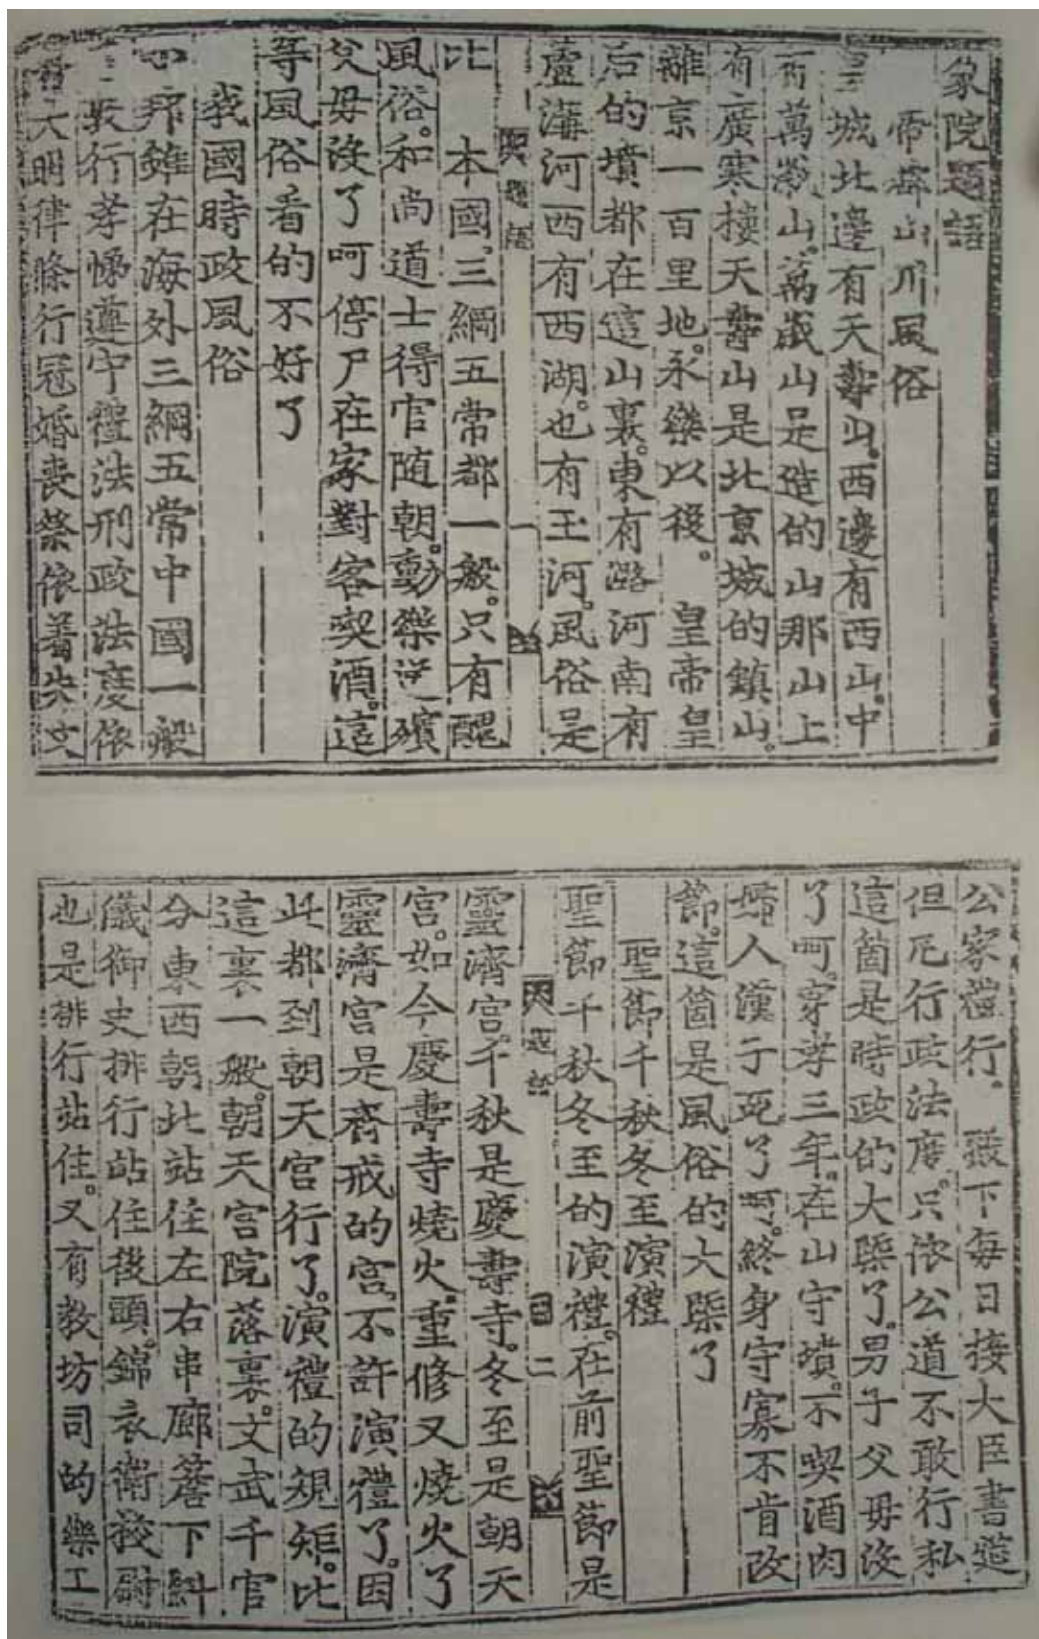 象院題語
帝都山川風俗
城北邊有天壽山。西邊有西山。中
有萬歲山。萬歲山是造的山那山上
有廣寒樓天壽山是北京城的鎮山。
離京一百里地。永樂以後。皇帝皇
后的墳都在這山裏。東有潞河南有
蘆溝河西有西湖。也有玉河。風俗是
比 本國。三綱五常都一般。只有醜
風俗。和尚道士得官随朝。動樂送殯
父母沒了呵停尸在家對客喫酒。這
等風俗看的不好了
我國時政風俗
小邦雖在海外三綱五常中國一般
敦行孝悌遵守禮法刑政法度依
着大明律條行冠婚喪祭依着朱文
公家禮行。殿下每日接大臣書筵
但凡行政法度。只依公道不敢行私
這箇是時政的大槩了。男子父母沒
了呵。穿孝三年。在山守墳。不喫酒肉
婦人漢子死了呵。終身守寡不肯改
節。這箇是風俗的大槩了
聖節千秋冬至演禮
聖節千秋冬至的演禮。在前聖節是
靈濟宮。千秋是慶壽寺。冬至是朝天
宮。如今慶壽寺燒火。重修又燒火了
靈濟宮是齊戒的宮。不許演禮了。因
此都到朝天宮行了。演禮的規矩。比
這裏一般。朝天宮院落裏。文武千官
分東西朝北站住左右串廊簷下糾
儀御史排行站住後頭。錦衣衛校尉
也是排行站住。又有教坊司的樂工
象題語
一
象題語
二